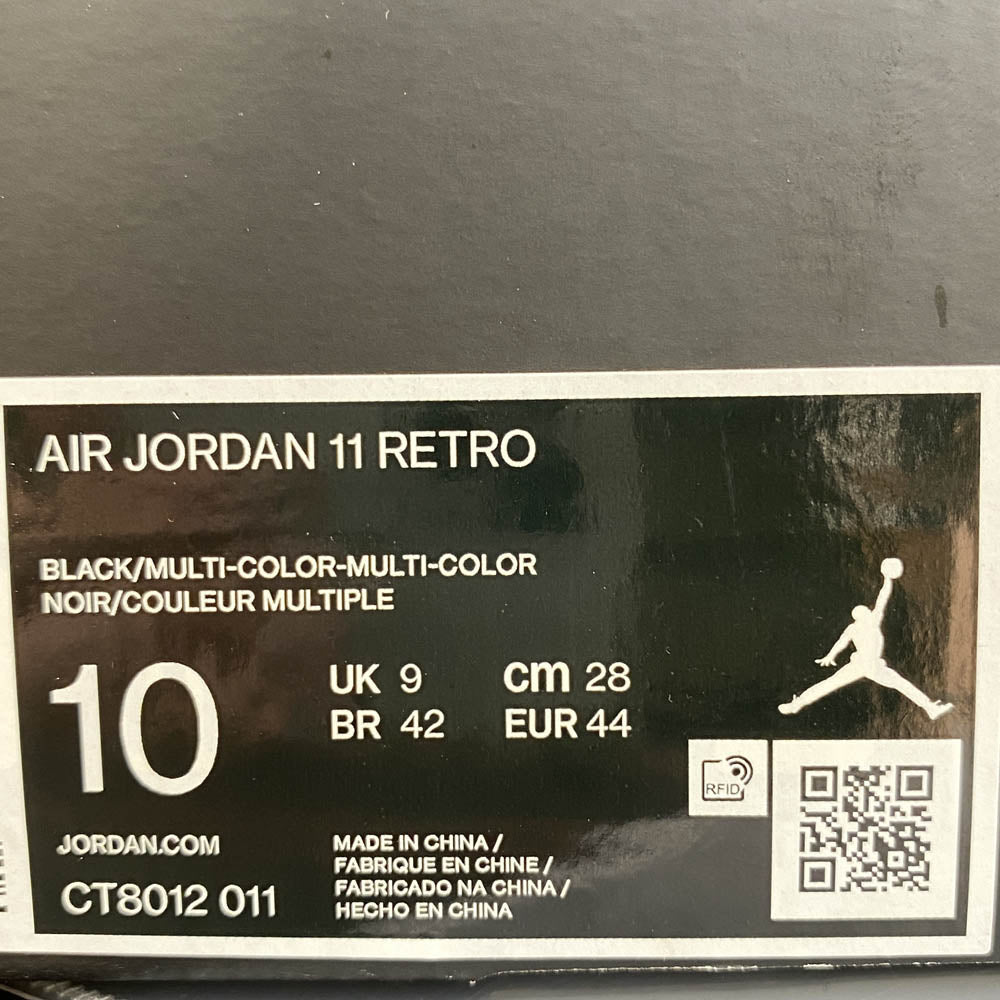 AIR JORDAN 11 RETRO
BLACK/MULTI-COLOR-MULTI-COLOR
NOIR/COULEUR MULTIPLE
10
UK 9
cm 28
BR 42
EUR 44
RFID
JORDAN.COM
CT8012 011
MADE IN CHINA /
FABRIQUE EN CHINE /
FABRICADO NA CHINA /
HECHO EN CHINA